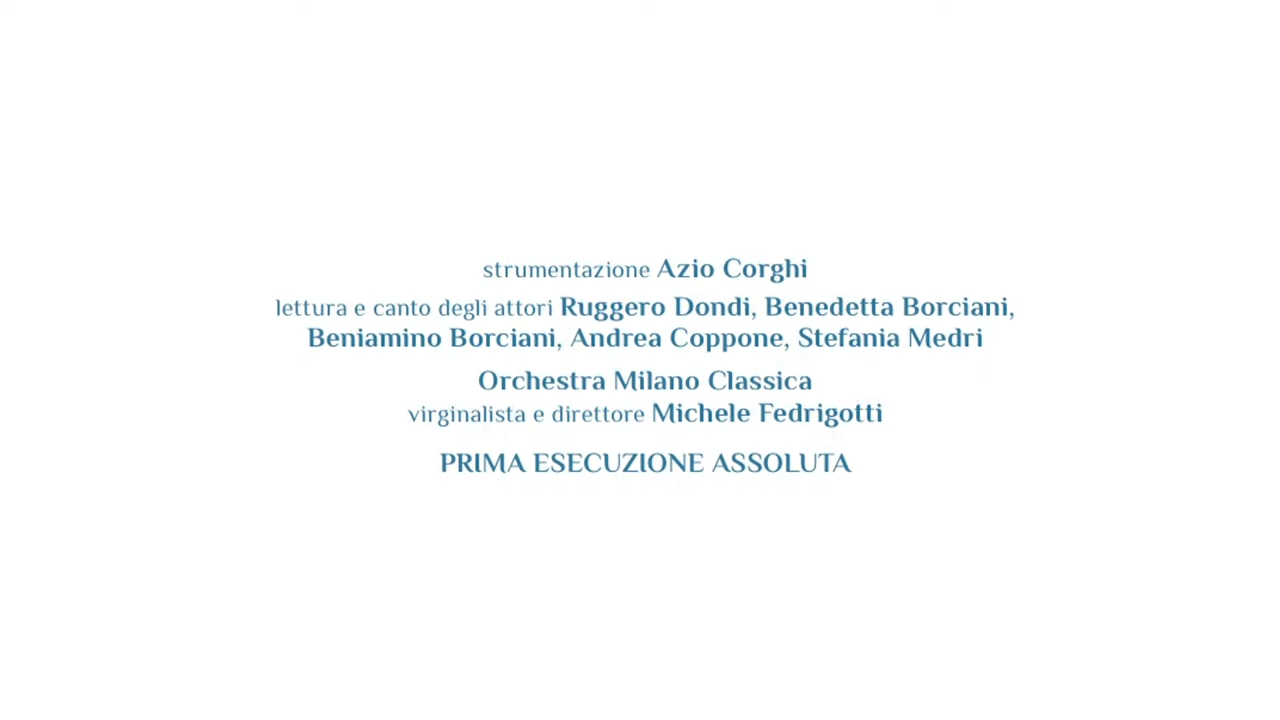 strumentazione Azio Corghi
lettura e canto degli attori Ruggero Dondi, Benedetta Borciani,
Beniamino Borciani, Andrea Coppone, Stefania Medri
Orchestra Milano Classica
virginalista e direttore Michele Fedrigotti
PRIMA ESECUZIONE ASSOLUTA